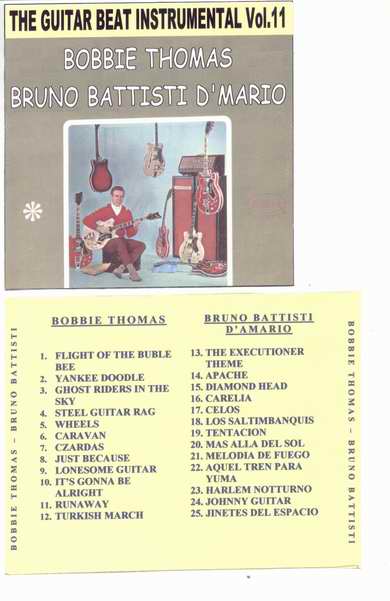 THE GUITAR BEAT INSTRUMENTAL Vol.11
BOBBIE THOMAS
BRUNO BATTISTI D'MARIO
BOBBIE THOMAS – BRUNO BATTISTI
BOBBIE THOMAS
1. FLIGHT OF THE BUBLE
BEE
2. YANKEE DOODLE
3. GHOST RIDERS IN THE
SKY
4. STEEL GUITAR RAG
5. WHEELS
6. CARAVAN
7. CZARDAS
8. JUST BECAUSE
9. LONESOME GUITAR
10. IT'S GONNA BE
ALRIGHT
11. RUNAWAY
12. TURKISH MARCH
BRUNO BATTISTI
D'AMARIO
13. THE EXECUTIONER
THEME
14. APACHE
15. DIAMOND HEAD
16. CARELIA
17. CELOS
18. LOS SALTIMBANQUIS
19. TENTACION
20. MAS ALLA DEL SOL
21. MELODIA DE FUEGO
22. AQUEL TREN PARA
YUMA
23. HARLEM NOTTURNO
24. JOHNNY GUITAR
25. JINETES DEL ESPACIO
BOBBIE THOMAS – BRUNO BATTISTI